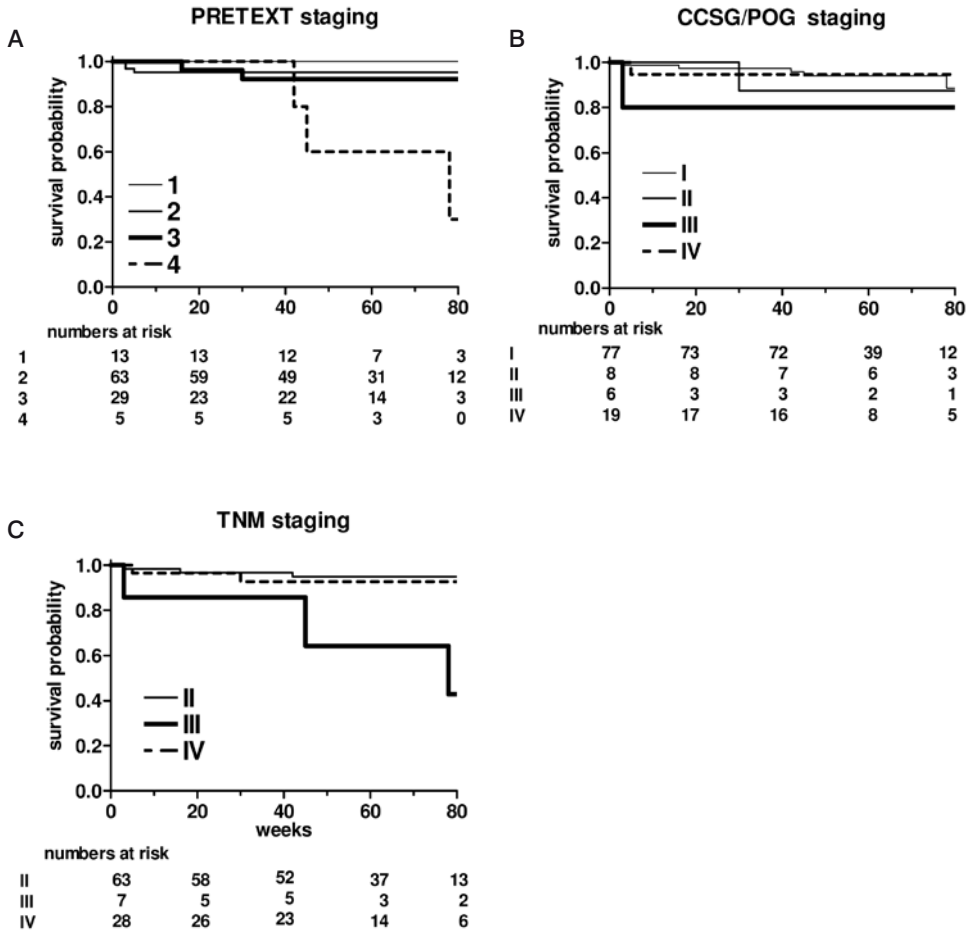 PRETEXT staging
A
survival probability
1.0
0.8
0.6
0.4
0.2
0.0
1
2
3
4
0 20 40 60 80
numbers at risk
1 13 13 12 7 3
2 63 59 49 31 12
3 29 23 22 14 3
4 5 5 5 3 0
CCSG/POG staging
B
survival probability
1.0
0.8
0.6
0.4
0.2
0.0
I
II
III
IV
0 20 40 60 80
numbers at risk
I 77 73 72 39 12
II 8 8 7 6 3
III 6 3 3 2 1
IV 19 17 16 8 5
TNM staging
C
survival probability
1.0
0.8
0.6
0.4
0.2
0.0
II
III
IV
0 20 40 60 80
weeks
numbers at risk
II 63 58 52 37 13
III 7 5 5 3 2
IV 28 26 23 14 6